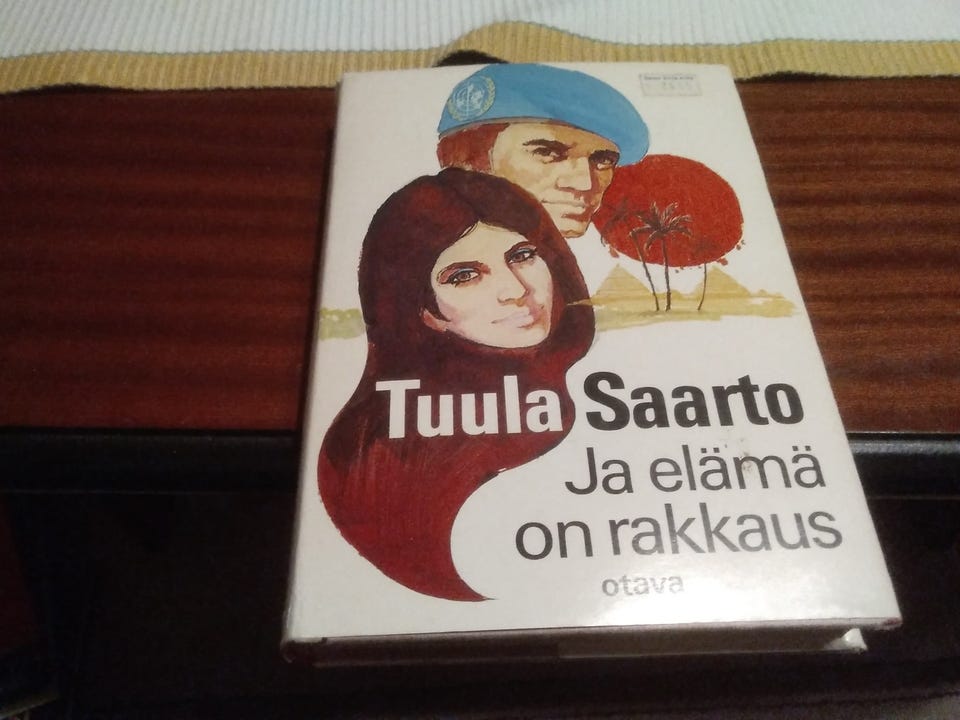 Tuula Saarto
Ja elämä
on rakkaus
otava